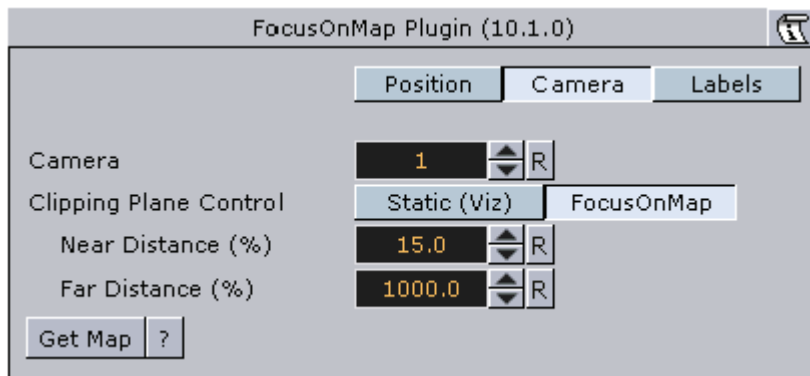 FocusOnMap Plugin (10.1.0)
Position Camera Labels
Camera 1 R
Clipping Plane Control Static (Viz) FocusOnMap
Near Distance (%) 15.0 R
Far Distance (%) 1000.0 R
Get Map ?